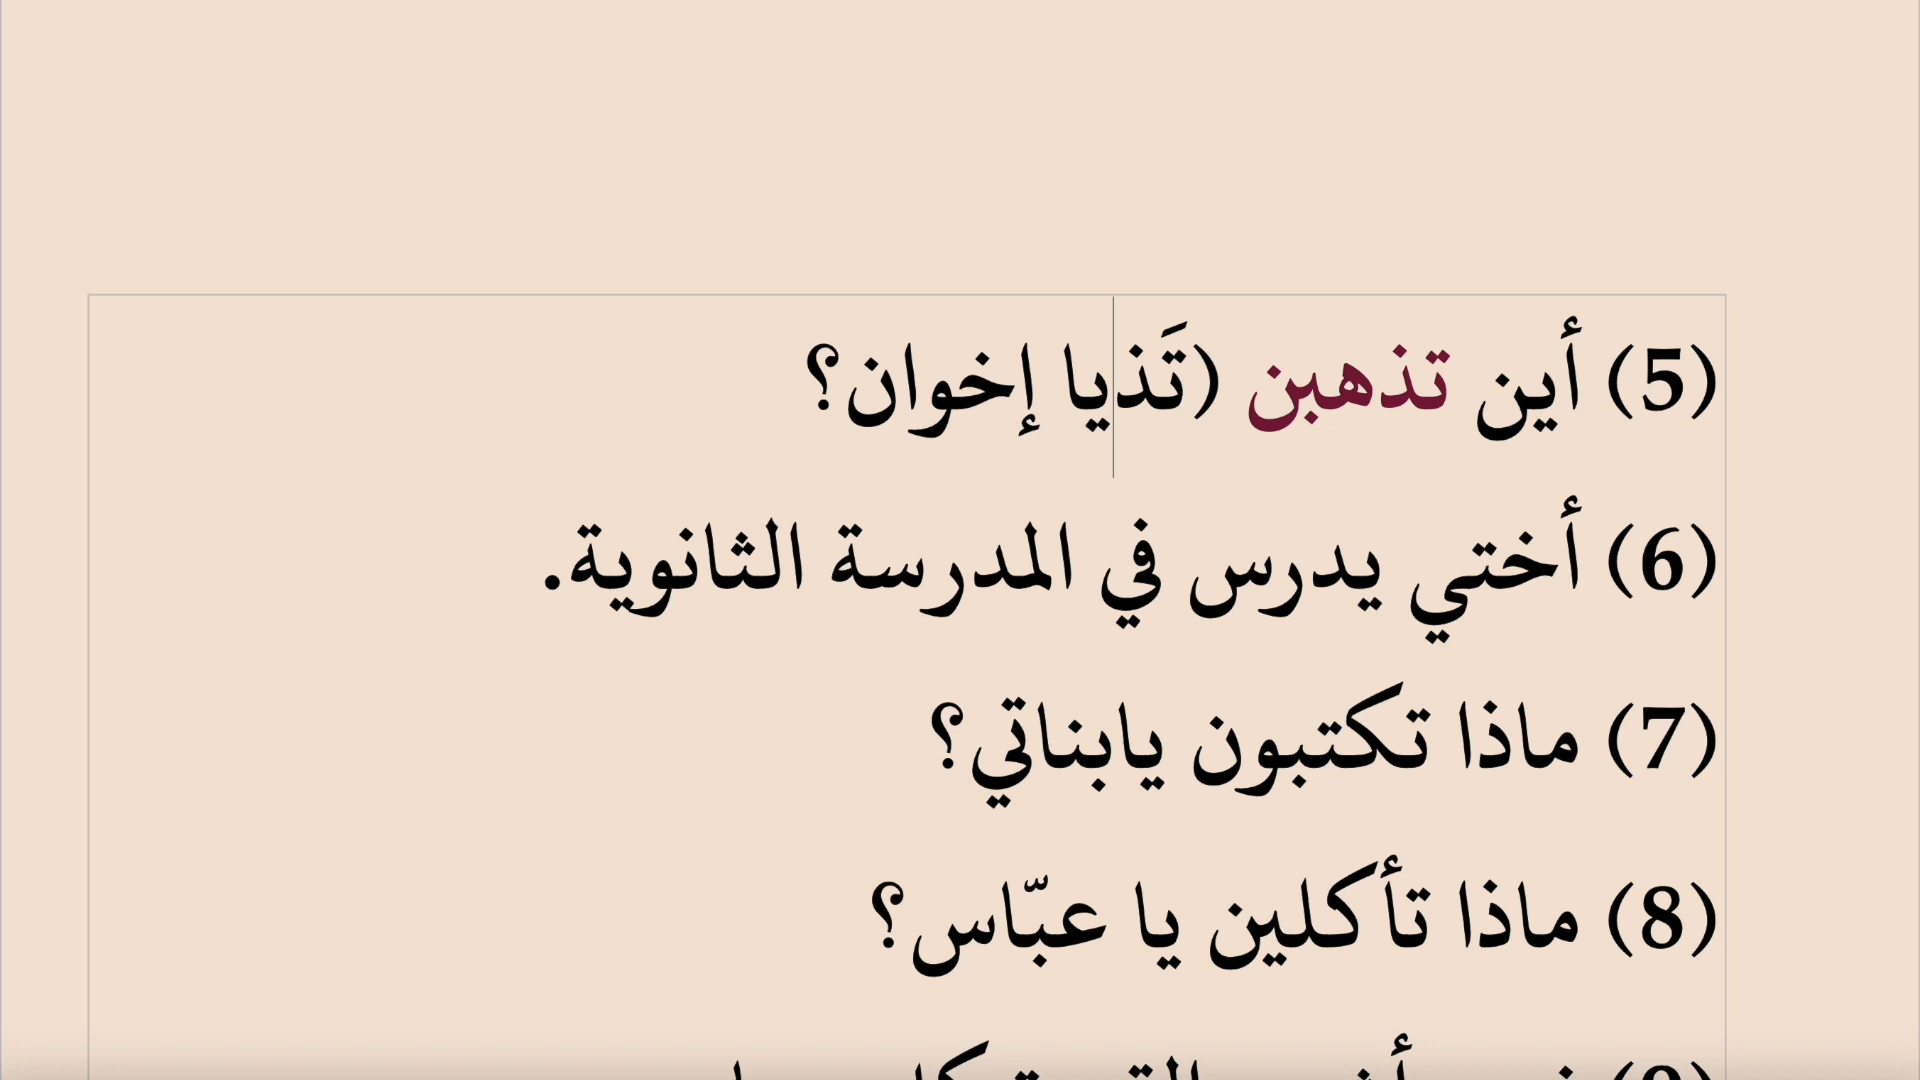 (5) أين تذهبن (تَذيا إخوان؟
(6) أختي يدرس في المدرسة الثانوية.
(7) ماذا تكتبون يابناتي؟
(8) ماذا تأكلين يا عبّاس؟